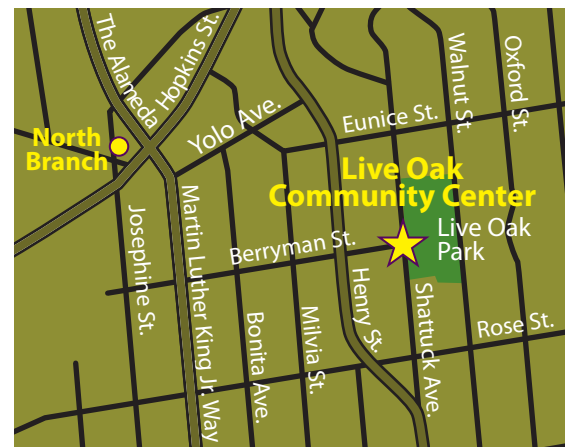 The Alameda
Hopkins St.
Walnut St.
Oxford St.
Yolo Ave.
Eunice St.
North
Branch
Live Oak
Community Center
Live Oak
Park
Berryman St.
Josephine St.
Martin Luther King Jr. Way
Bonita Ave.
Milvia St.
Henry St.
Shattuck Ave.
Rose St.